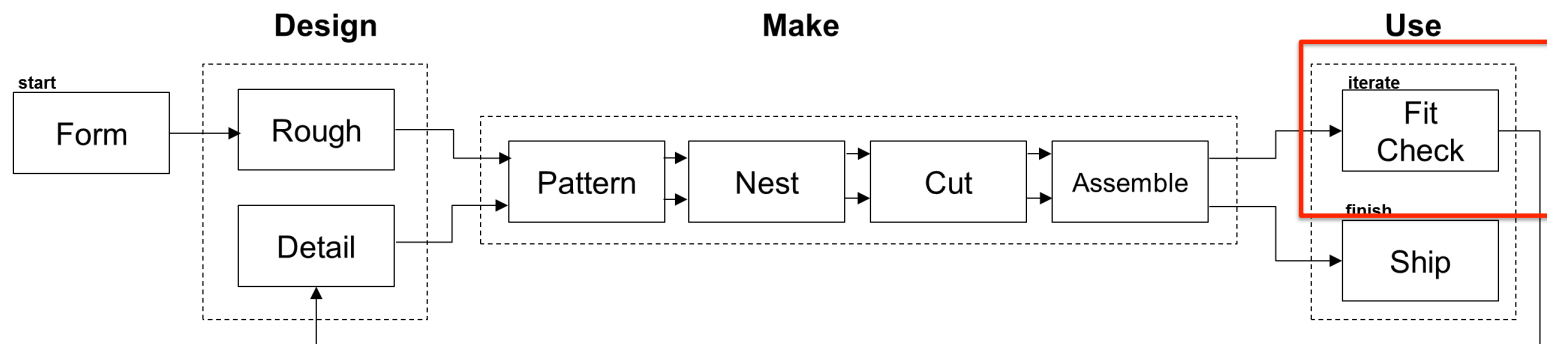 Design
Make
Use
start
Form
Rough
Detail
Pattern
Nest
Cut
Assemble
iterate
Fit
Check
finish
Ship